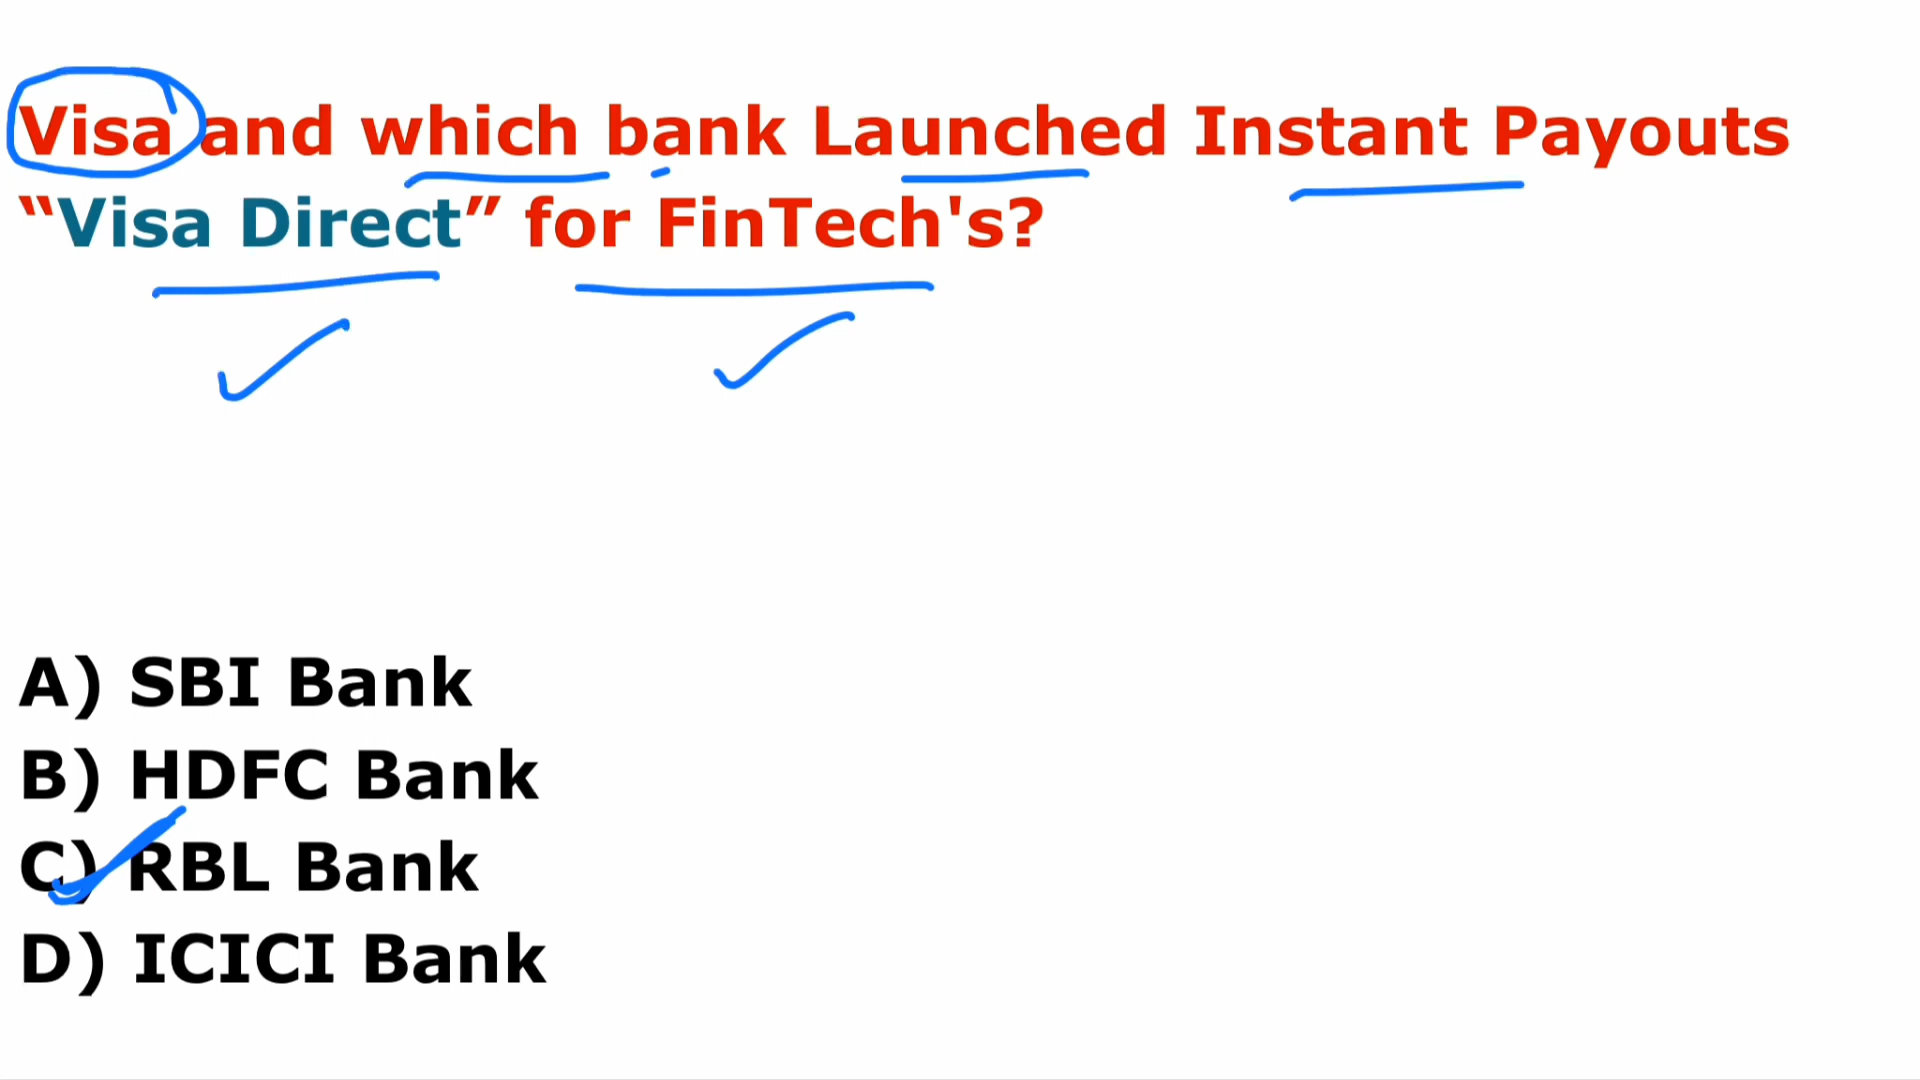 Visa and which bank Launched Instant Payouts
“Visa Direct” for FinTech's?
A) SBI Bank
B) HDFC Bank
C) RBL Bank
D) ICICI Bank